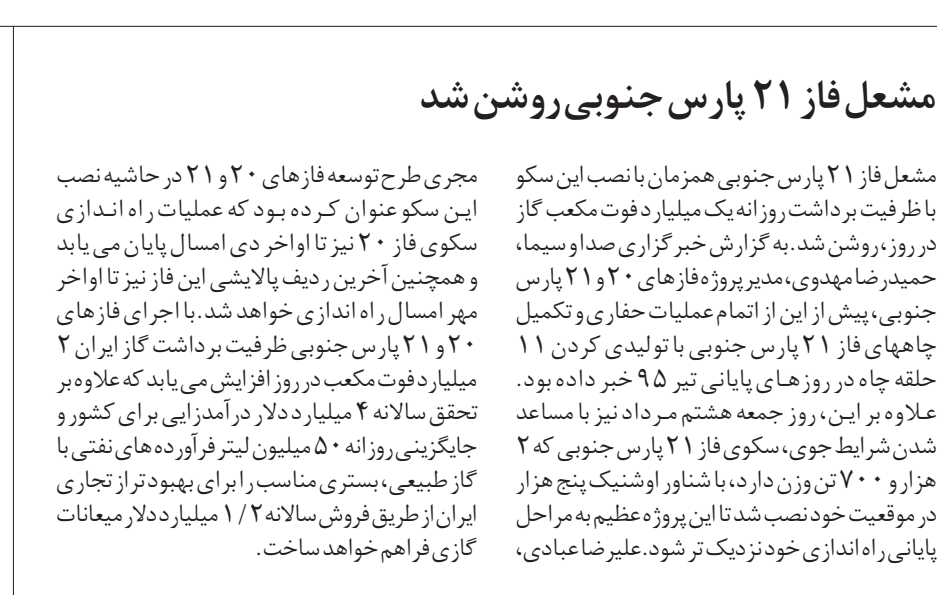 مشعل فاز ۲۱ پارس جنوبی روشن شد
مشعل فاز ۲۱ پارس جنوبی همزمان با نصب این سکو
با ظرفیت برداشت روزانه یک میلیارد فوت مکعب گاز
در روز، روشن شد. به گزارش خبرگزاری صداوسیما،
حمیدرضا مهدوی، مدیر پروژه فازهای ۲۰ و ۲۱ پارس
جنوبی، پیش از این از اتمام عملیات حفاری و تکمیل
چاههای فاز ۲۱ پارس جنوبی با تولیدی کردن ۱۱
حلقه چاه در روزهای پایانی تیر ۹۵ خبر داده بود.
علاوه بر این، روز جمعه هشتم مرداد نیز با مساعد
شدن شرایط جوی، سکوی فاز ۲۱ پارس جنوبی که ۲
هزار و ۷۰۰ تن وزن دارد، با شناور اوشنیک پنج هزار
در موقعیت خود نصب شد تا این پروژه عظیم به مراحل
پایانی راه اندازی خود نزدیک تر شود. علیرضا عبادی،
مجری طرح توسعه فازهای ۲۰ و ۲۱ در حاشیه نصب
این سکو عنوان کرده بود که عملیات راه اندازی
سکوی فاز ۲۰ نیز تا اواخر دی امسال پایان می یابد
و همچنین آخرین ردیف پالایشی این فاز نیز تا اواخر
مهر امسال راه اندازی خواهد شد. با اجرای فازهای
۲۰ و ۲۱ پارس جنوبی ظرفیت برداشت گاز ایران ۲
میلیارد فوت مکعب در روز افزایش می یابد که علاوه بر
تحقق سالانه ۴ میلیارد دلار درآمدزایی برای کشور و
جایگزینی روزانه ۵۰ میلیون لیتر فرآورده های نفتی با
گاز طبیعی، بستری مناسب را برای بهبود تراز تجاری
ایران از طریق فروش سالانه ۱/۲ میلیارد دلار میعانات
گازی فراهم خواهد ساخت.